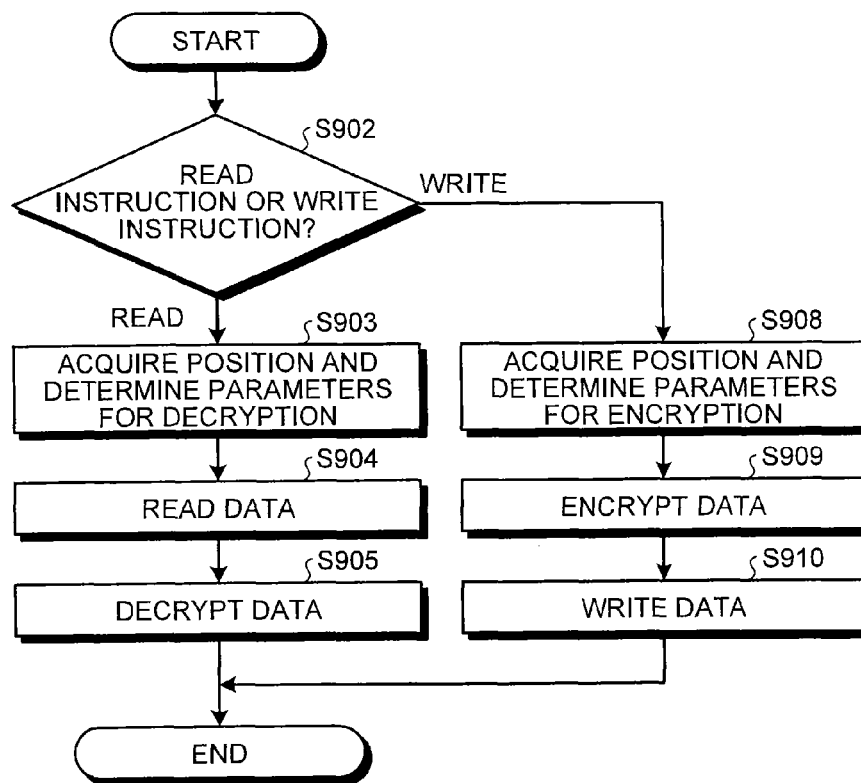 START
S902
READ
INSTRUCTION OR WRITE
INSTRUCTION?
WRITE
READ
S903
ACQUIRE POSITION AND
DETERMINE PARAMETERS
FOR DECRYPTION
S904
READ DATA
S905
DECRYPT DATA
S908
ACQUIRE POSITION AND
DETERMINE PARAMETERS
FOR ENCRYPTION
S909
ENCRYPT DATA
S910
WRITE DATA
END